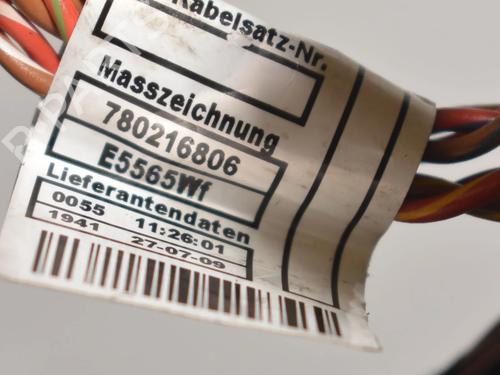 Kabelsatz-Nr.
Masszeichnung
780216806
E5565Wf
Lieferantendaten
0055 11:26:01
1941 27-07-09